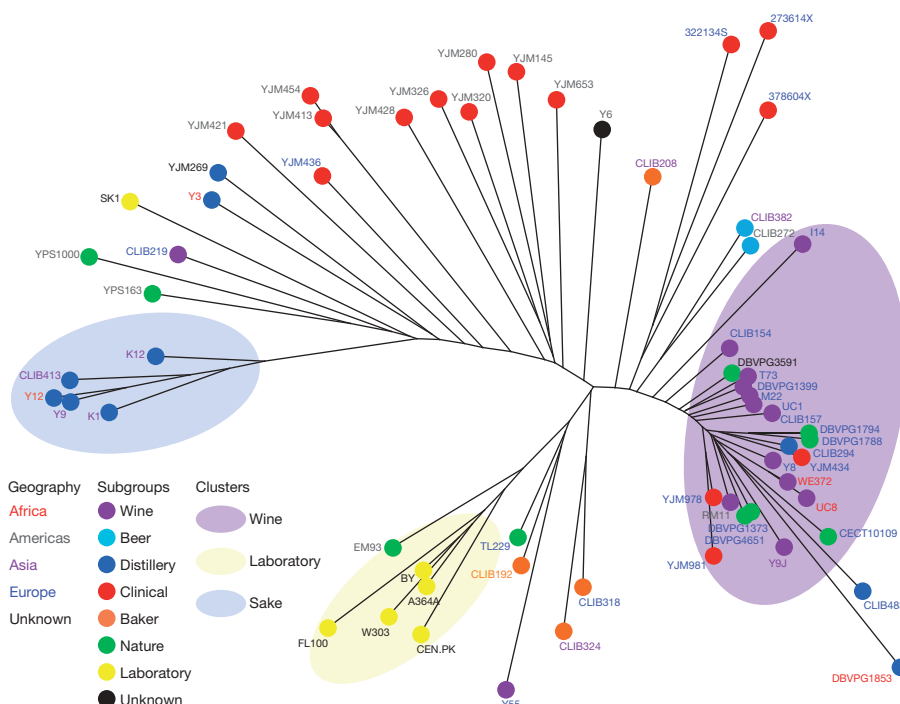 273614X
322134S
YJM280
YJM145
YJM454
YJM326
YJM653
378604X
YJM413
YJM428
YJM320
Y6
YJM421
YJM269
YJM436
CLIB208
SK1
Y3
CLIB382
CLIB272
I14
YPS1000
CLIB219
YPS163
CLIB154
K12
DBVPG3591
CLIB413
T73
DBVPG1399
Y12
M22
Y9
K1
UC1
CLIB157
DBVPG1794
DBVPG1788
CLIB294
Y8
YJM434
WE372
YJM978
UC8
RM11
DBVPG1373
CECT10109
DBVPG4651
Y9J
YJM981
EM93
TL229
BY
CLIB192
A364A
CLIB318
CLIB48
FL100
W303
CEN.PK
CLIB324
DBVPG1853
Y55
Geography
Africa
Americas
Asia
Europe
Unknown
Subgroups
Wine
Beer
Distillery
Clinical
Baker
Nature
Laboratory
Unknown
Clusters
Wine
Laboratory
Sake